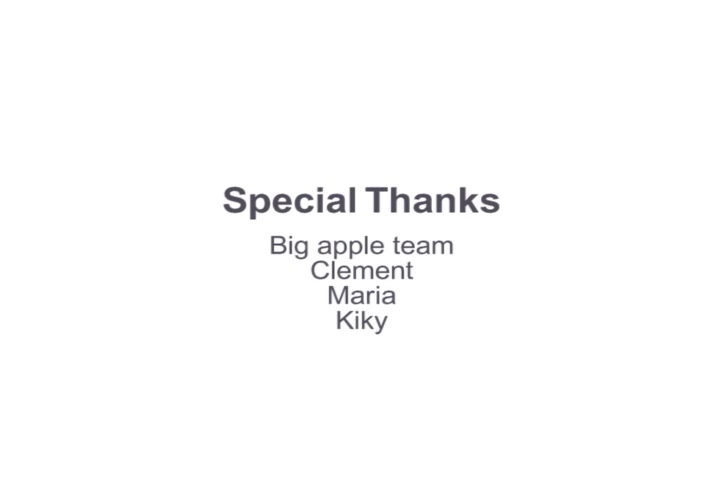 Special Thanks
Big apple team
Clement
Maria
Kiky